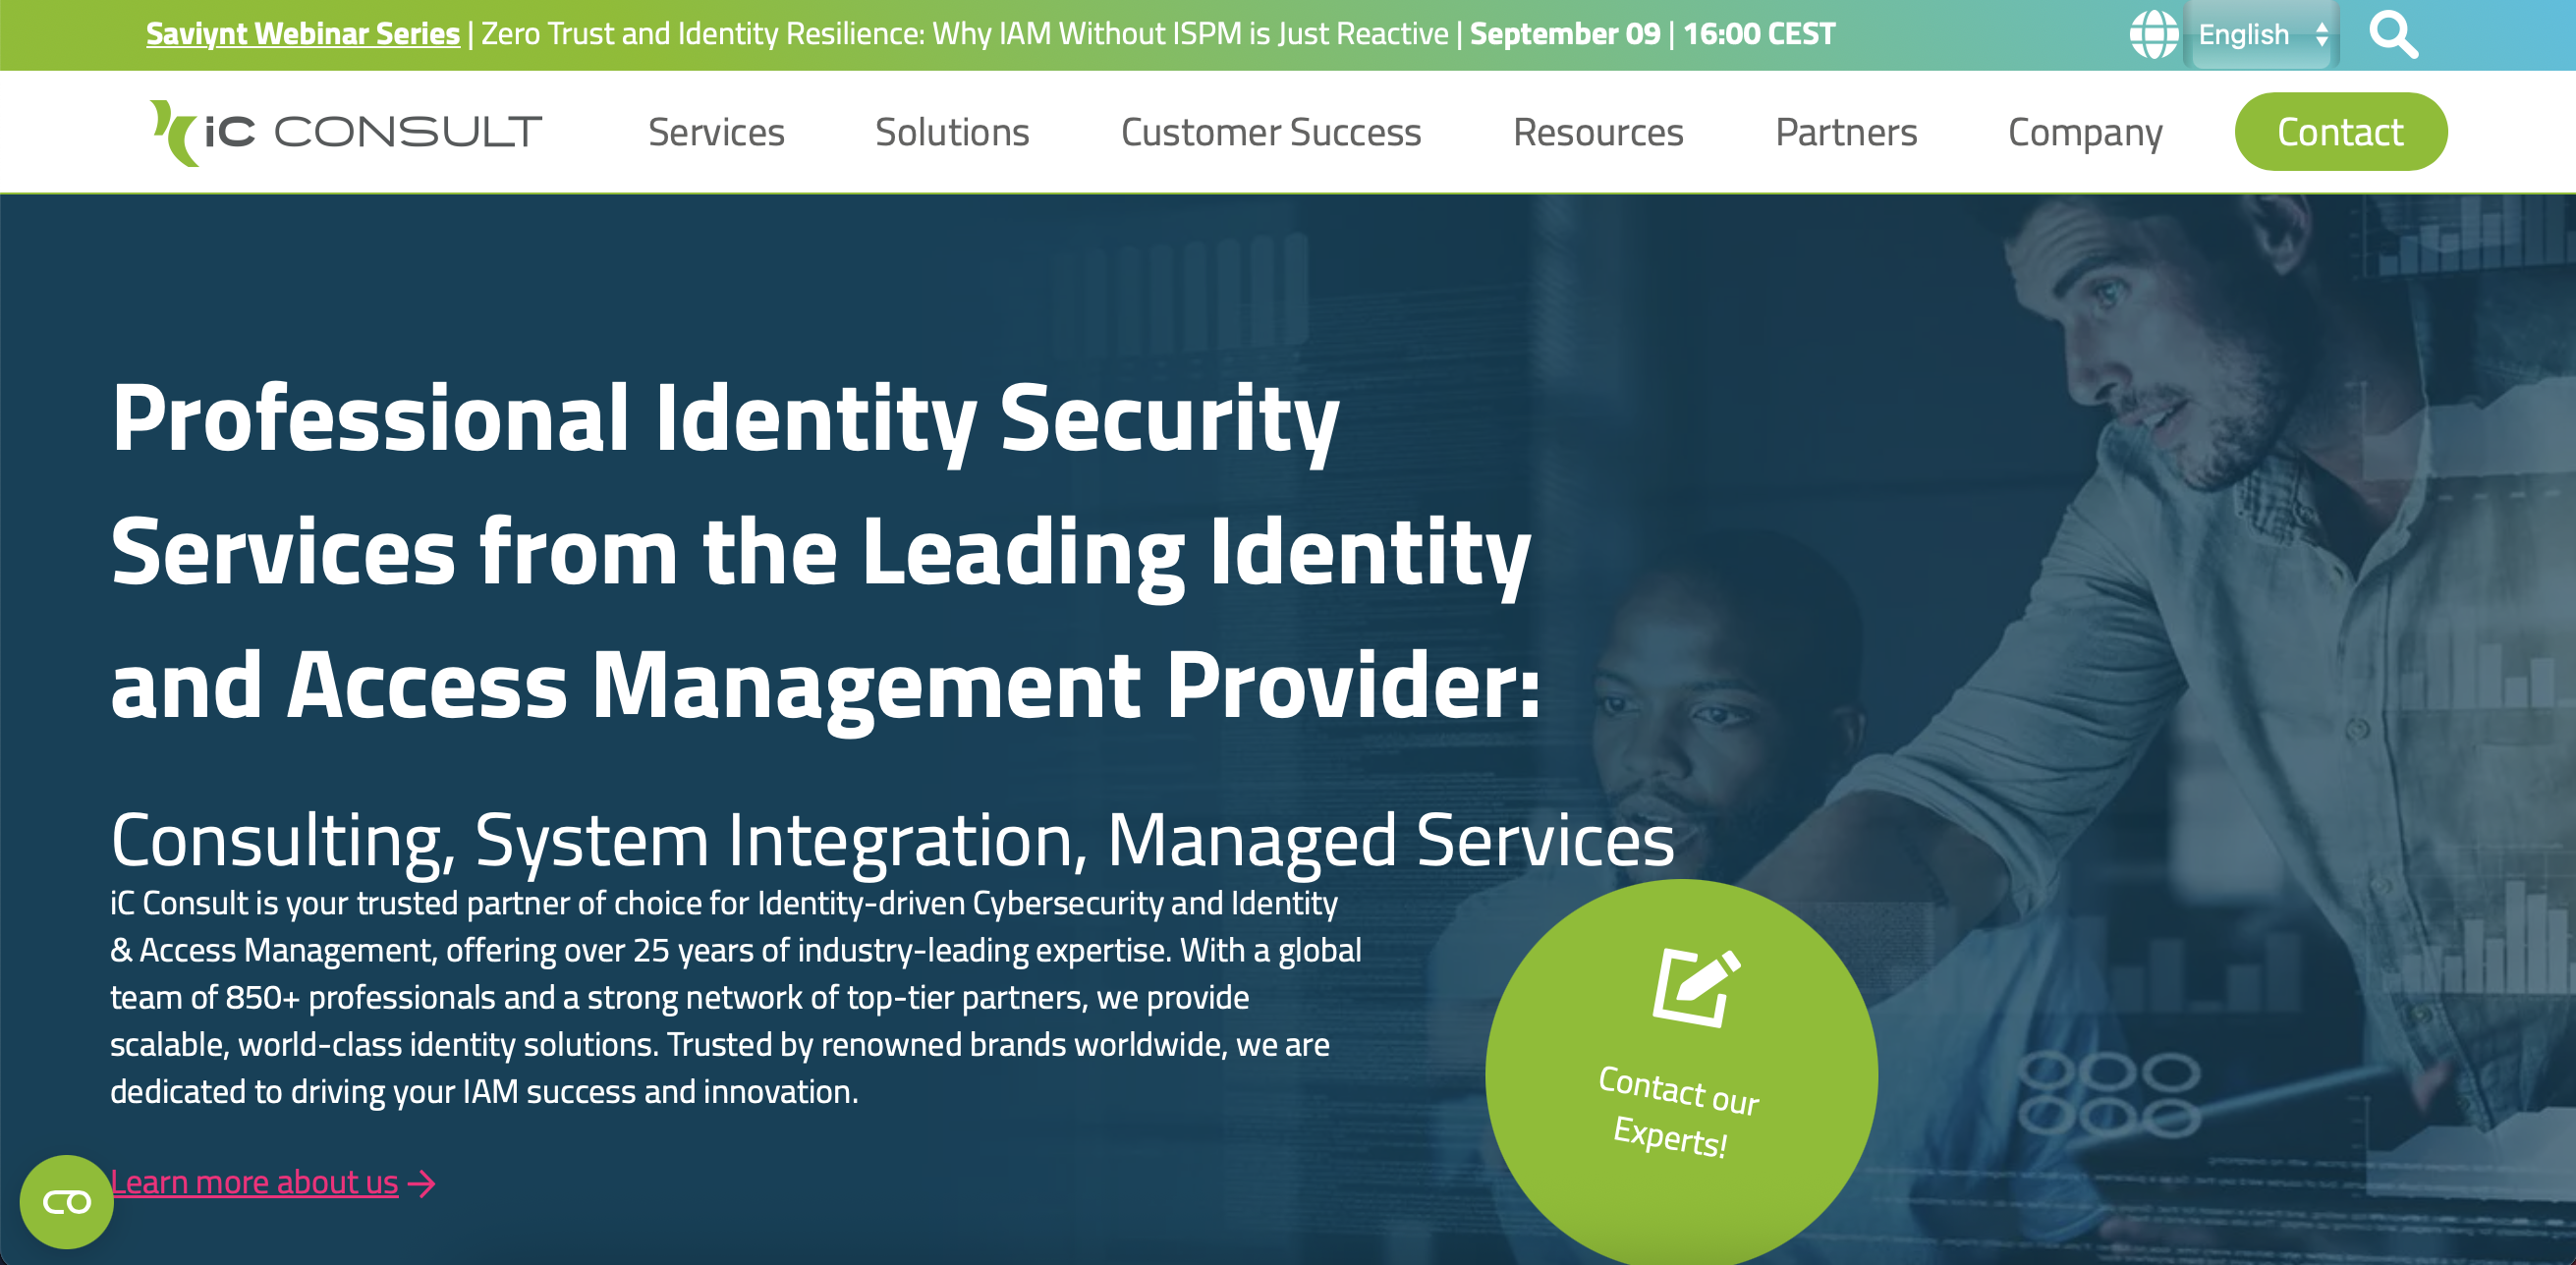 Saviynt Webinar Series | Zero Trust and Identity Resilience: Why IAM Without ISPM is Just Reactive | September 09 | 16:00 CEST
English
iC CONSULT
Services
Solutions
Customer Success
Resources
Partners
Company
Contact
Professional Identity Security
Services from the Leading Identity
and Access Management Provider:
Consulting, System Integration, Managed Services
iC Consult is your trusted partner of choice for Identity-driven Cybersecurity and Identity
& Access Management, offering over 25 years of industry-leading expertise. With a global
team of 850+ professionals and a strong network of top-tier partners, we provide
scalable, world-class identity solutions. Trusted by renowned brands worldwide, we are
dedicated to driving your IAM success and innovation.
Learn more about us
Contact our
Experts!